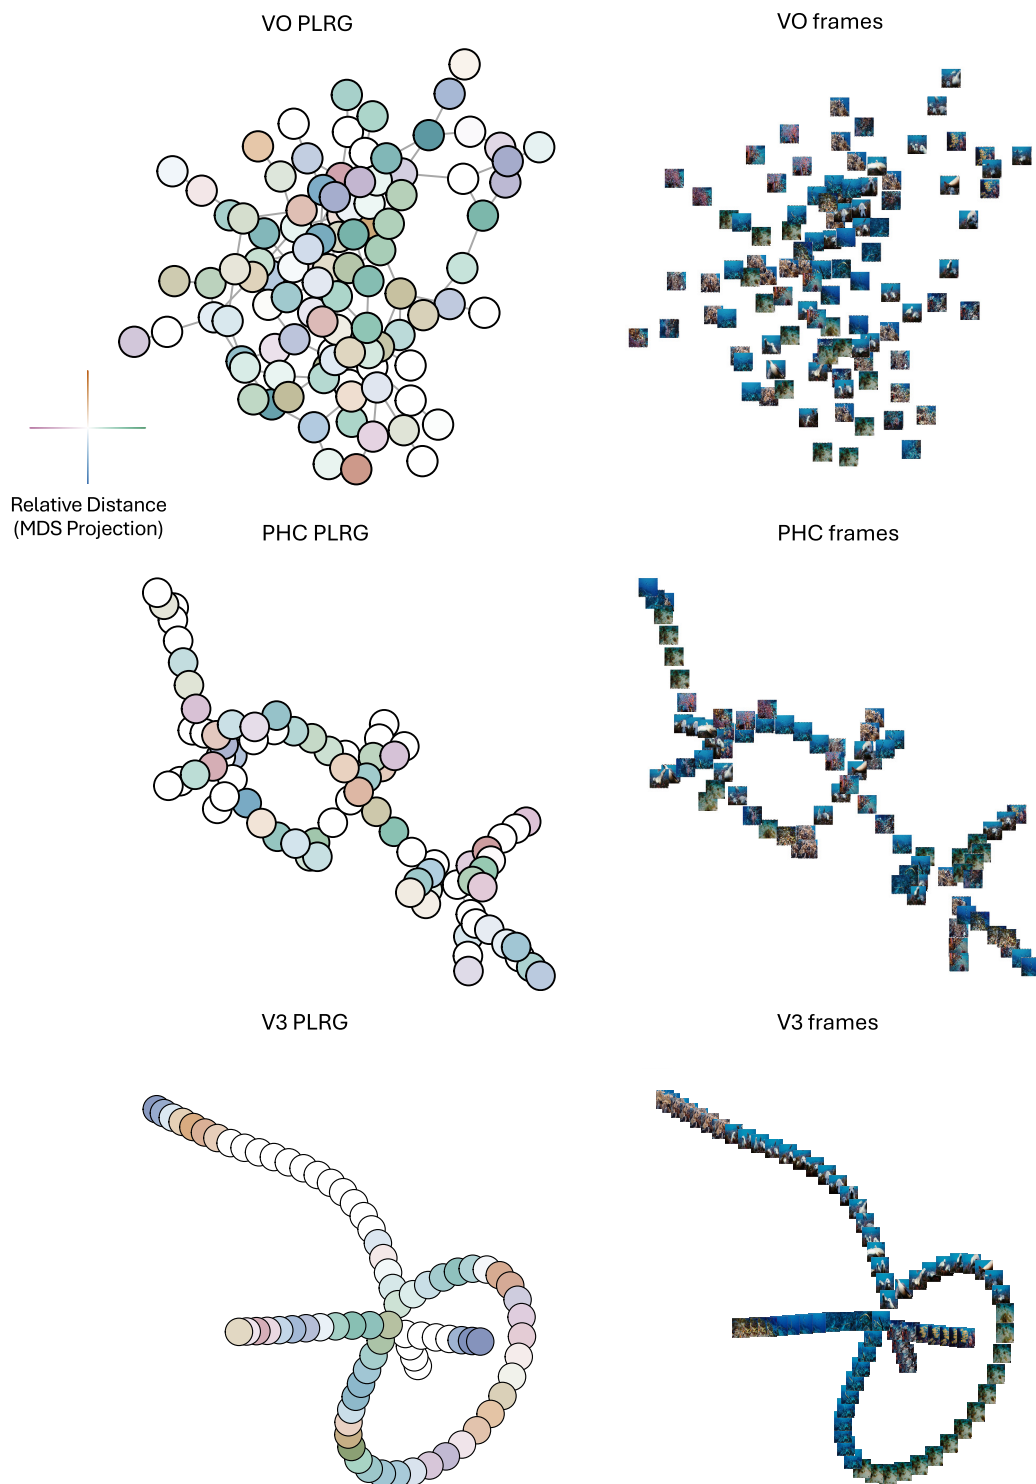 VO PLRG
VO frames
Relative Distance
(MDS Projection)
PHC PLRG
PHC frames
V3 PLRG
V3 frames